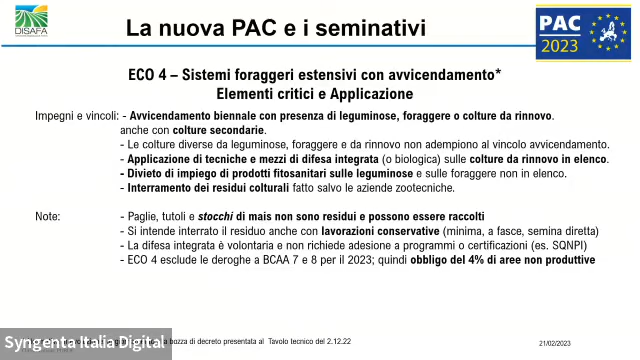 DISAFA
La nuova PAC e i seminativi
PAC
2023
ECO 4 – Sistemi foraggeri estensivi con avvicendamento*
Elementi critici e Applicazione
Impegni e vincoli: - Avvicendamento biennale con presenza di leguminose, foraggere o colture da rinnovo.
anche con colture secondarie.
- Le colture diverse da leguminose, foraggere e da rinnovo non adempiono al vincolo avvicendamento.
- Applicazione di tecniche e mezzi di difesa integrata (o biologica) sulle colture da rinnovo in elenco.
- Divieto di impiego di prodotti fitosanitari sulle leguminose e sulle foraggere non in elenco.
- Interramento dei residui colturali fatto salvo le aziende zootecniche.
Note: - Paglie, tutoli e stocchi di mais non sono residui e possono essere raccolti
- Si intende interrato il residuo anche con lavorazioni conservative (minima, a fasce, semina diretta)
- La difesa integrata è volontaria e non richiede adesione a programmi o certificazioni (es. SQNPI)
- ECO 4 esclude le deroghe a BCAA 7 e 8 per il 2023; quindi obbligo del 4% di aree non produttive
a bozza di decreto presentata al Tavolo tecnico del 2.12.22
Syngenta Italia Digital
21/02/2023